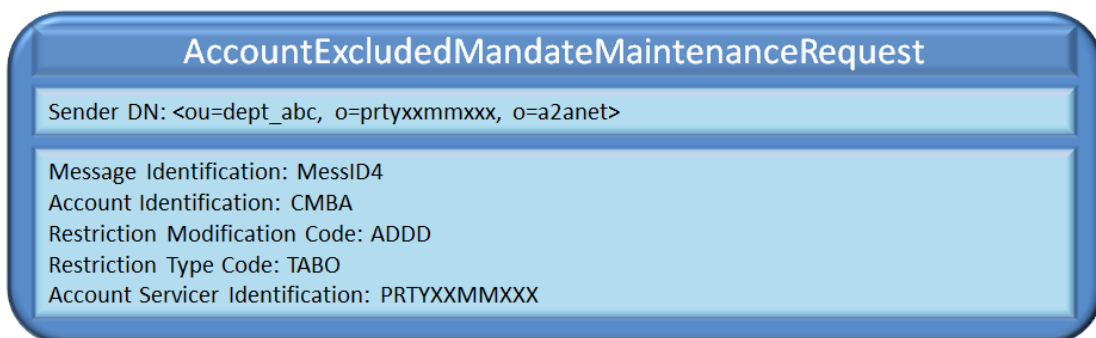 AccountExcludedMandateMaintenanceRequest
Sender DN: <ou=dept_abc, o=prtyxxmmxxx, o=a2anet>
Message Identification: MessID4
Account Identification: CMBA
Restriction Modification Code: ADDD
Restriction Type Code: TABO
Account Servicer Identification: PRTYXXMMXXX